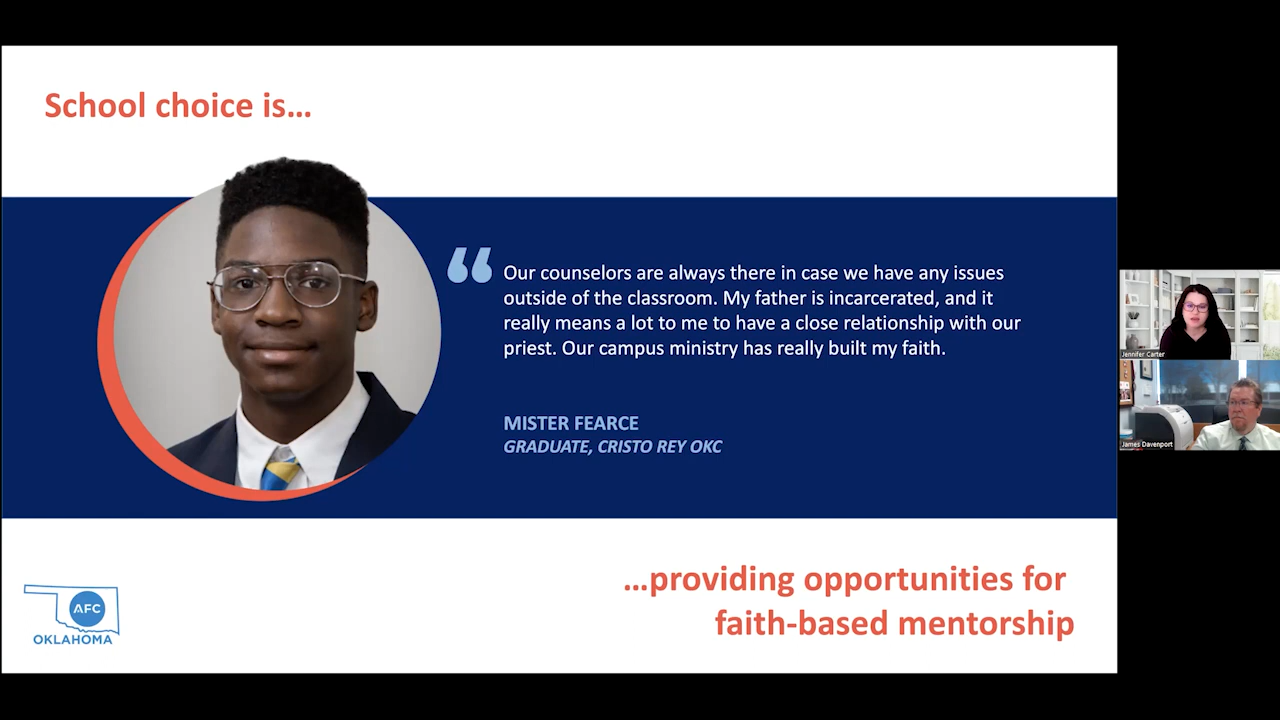 School choice is...
“
Our counselors are always there in case we have any issues
outside of the classroom. My father is incarcerated, and it
really means a lot to me to have a close relationship with our
priest. Our campus ministry has really built my faith.
MISTER FEARCE
GRADUATE, CRISTO REY OKC
Jennifer Carter
James Davenport
...providing opportunities for
faith-based mentorship
AFC
OKLAHOMA